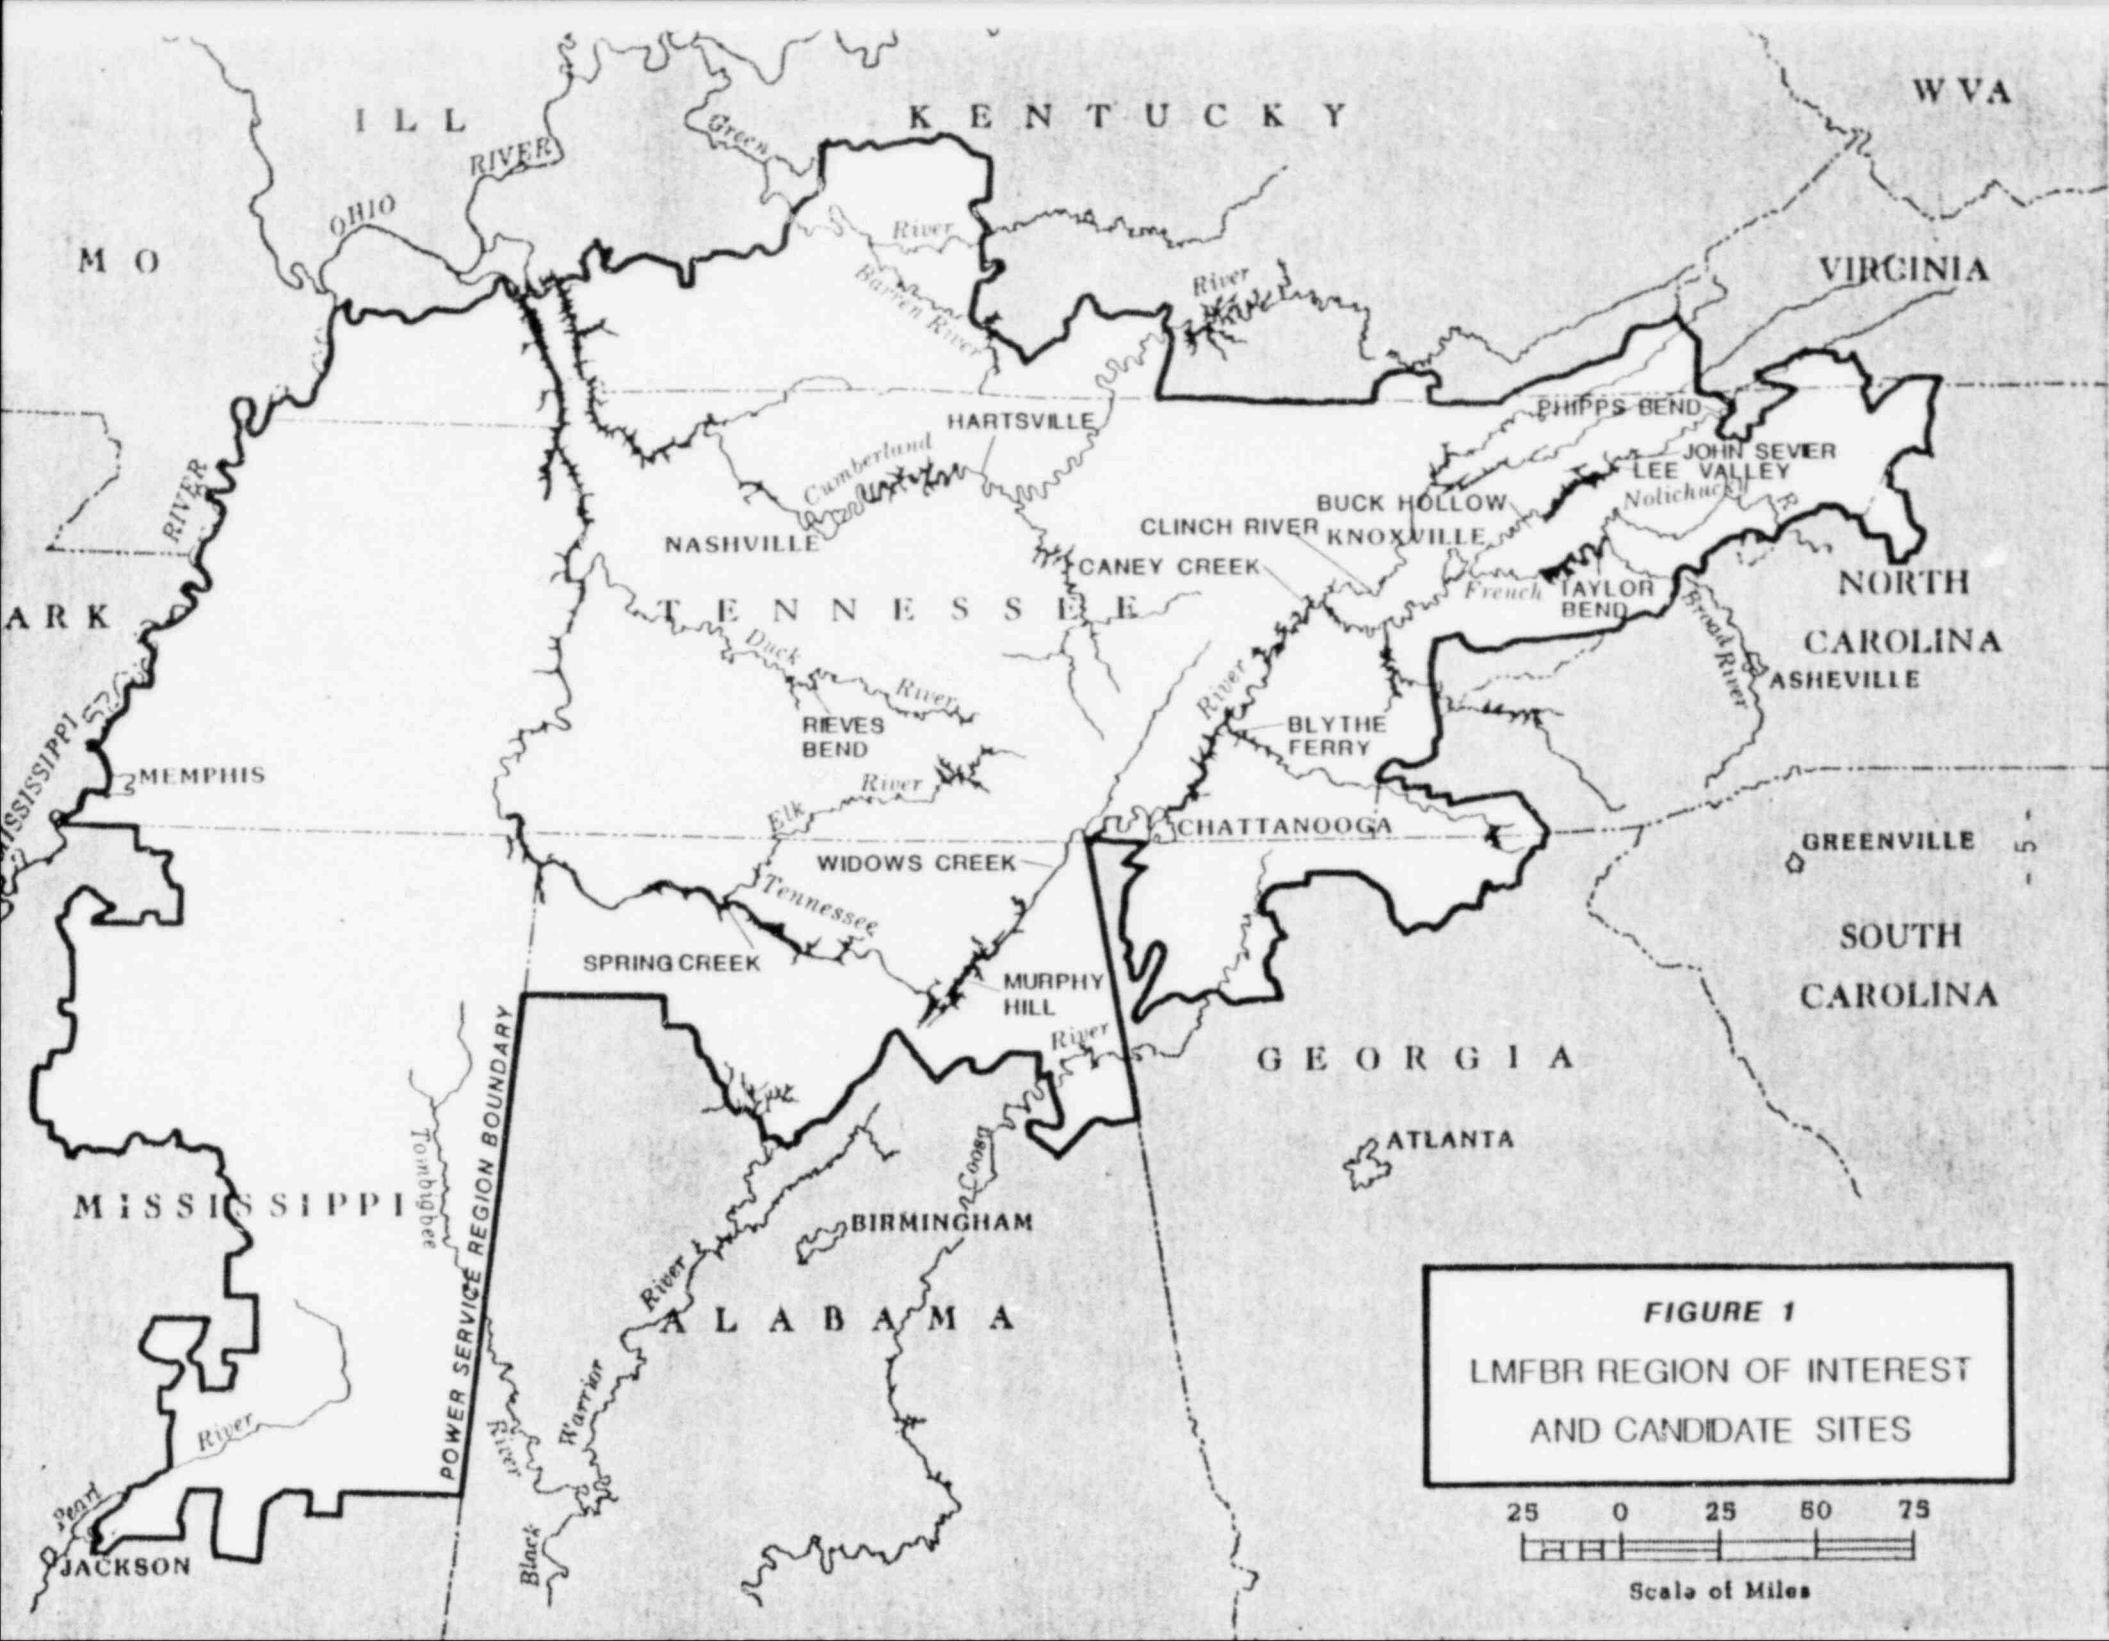 ILL
KENTUCKY
WVA
RIVER
Green
OHIO
MO
River
VIRGINIA
Barren River
River
PHIPPS BEND
HARTSVILLE
Cumberland
JOHN SEVIER
LEE VALLEY
Nolichucky R
RIVER
BUCK HOLLOW
CLINCH RIVER
KNOXVILLE
NASHVILLE
CANEY CREEK
French
TAYLOR
BEND
NORTH
CAROLINA
ARK
TENNESSEE
Broad River
Duck
River
River
ASHEVILLE
RIEVES
BEND
BLYTHE
FERRY
MISSISSIPPI
MEMPHIS
River
Elk
CHATTANOOGA
GREENVILLE
- 5 -
WIDOWS CREEK
Tennessee
SOUTH
CAROLINA
SPRING CREEK
MURPHY
HILL
River
GEORGIA
POWER SERVICE REGION BOUNDARY
Tombigbee
ATLANTA
Coosa
MISSISSIPPI
BIRMINGHAM
River
ALABAMA
FIGURE 1
LMFBR REGION OF INTEREST
AND CANDIDATE SITES
Warrior
River
River
Pearl
Black
JACKSON
25 0 25 50 75
Scale of Miles